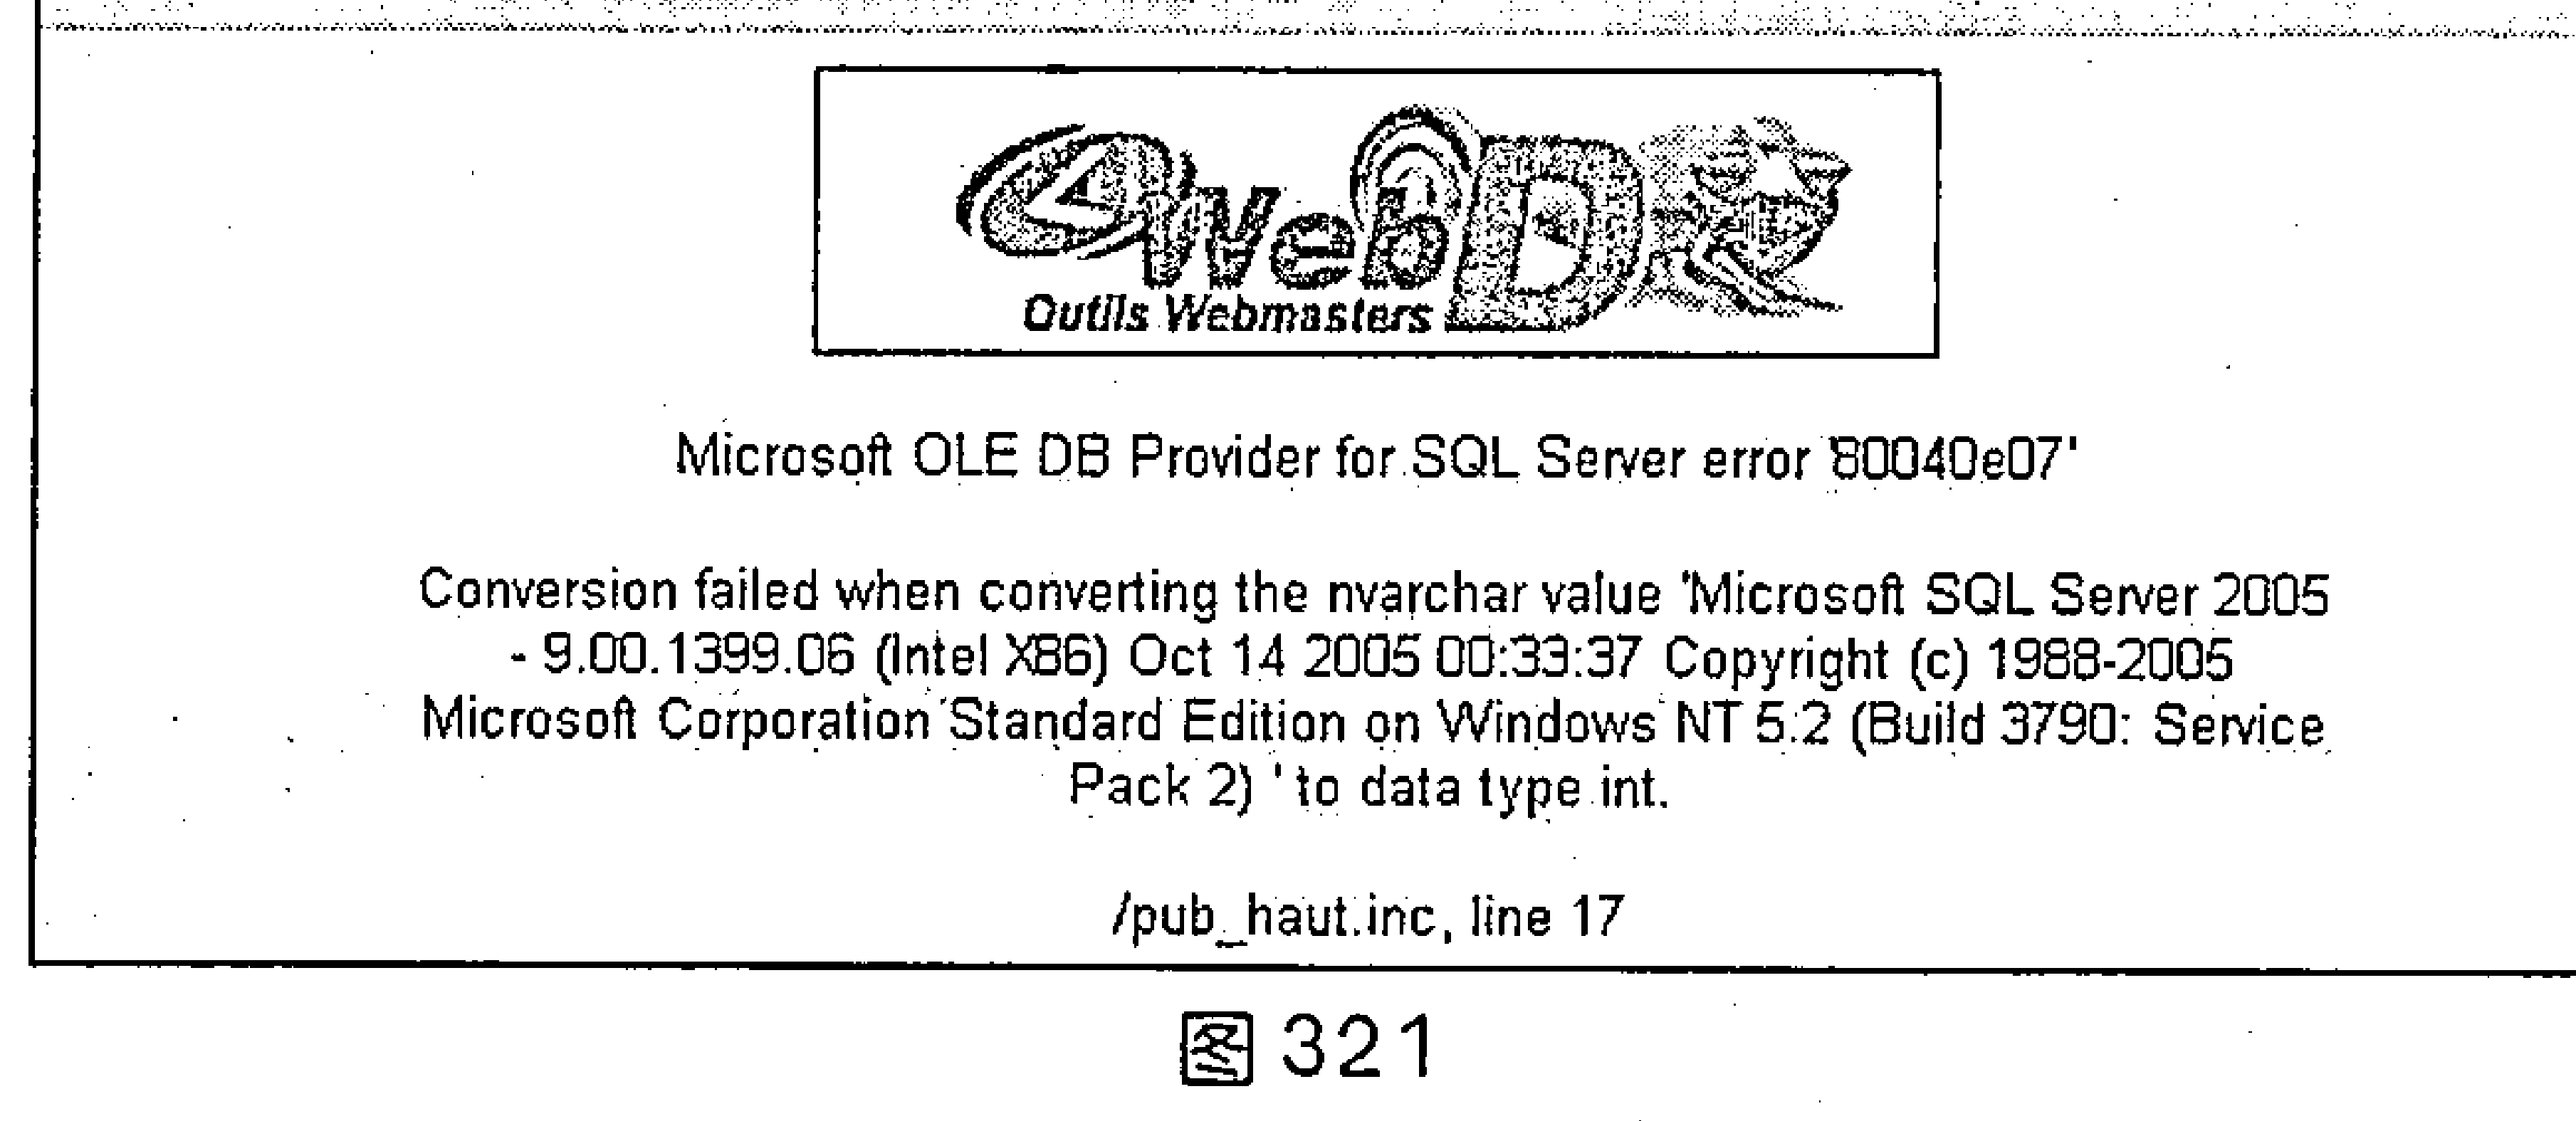 WebD
Outils Webmasters
Microsoft OLE DB Provider for SQL Server error '80040e07'
Conversion failed when converting the nvarchar value 'Microsoft SQL Server 2005
- 9.00.1399.06 (Intel X86) Oct 14 2005 00:33:37 Copyright (c) 1988-2005
Microsoft Corporation Standard Edition on Windows NT 5.2 (Build 3790: Service
Pack 2) ' to data type int.
/pub_haut.inc, line 17
图 321